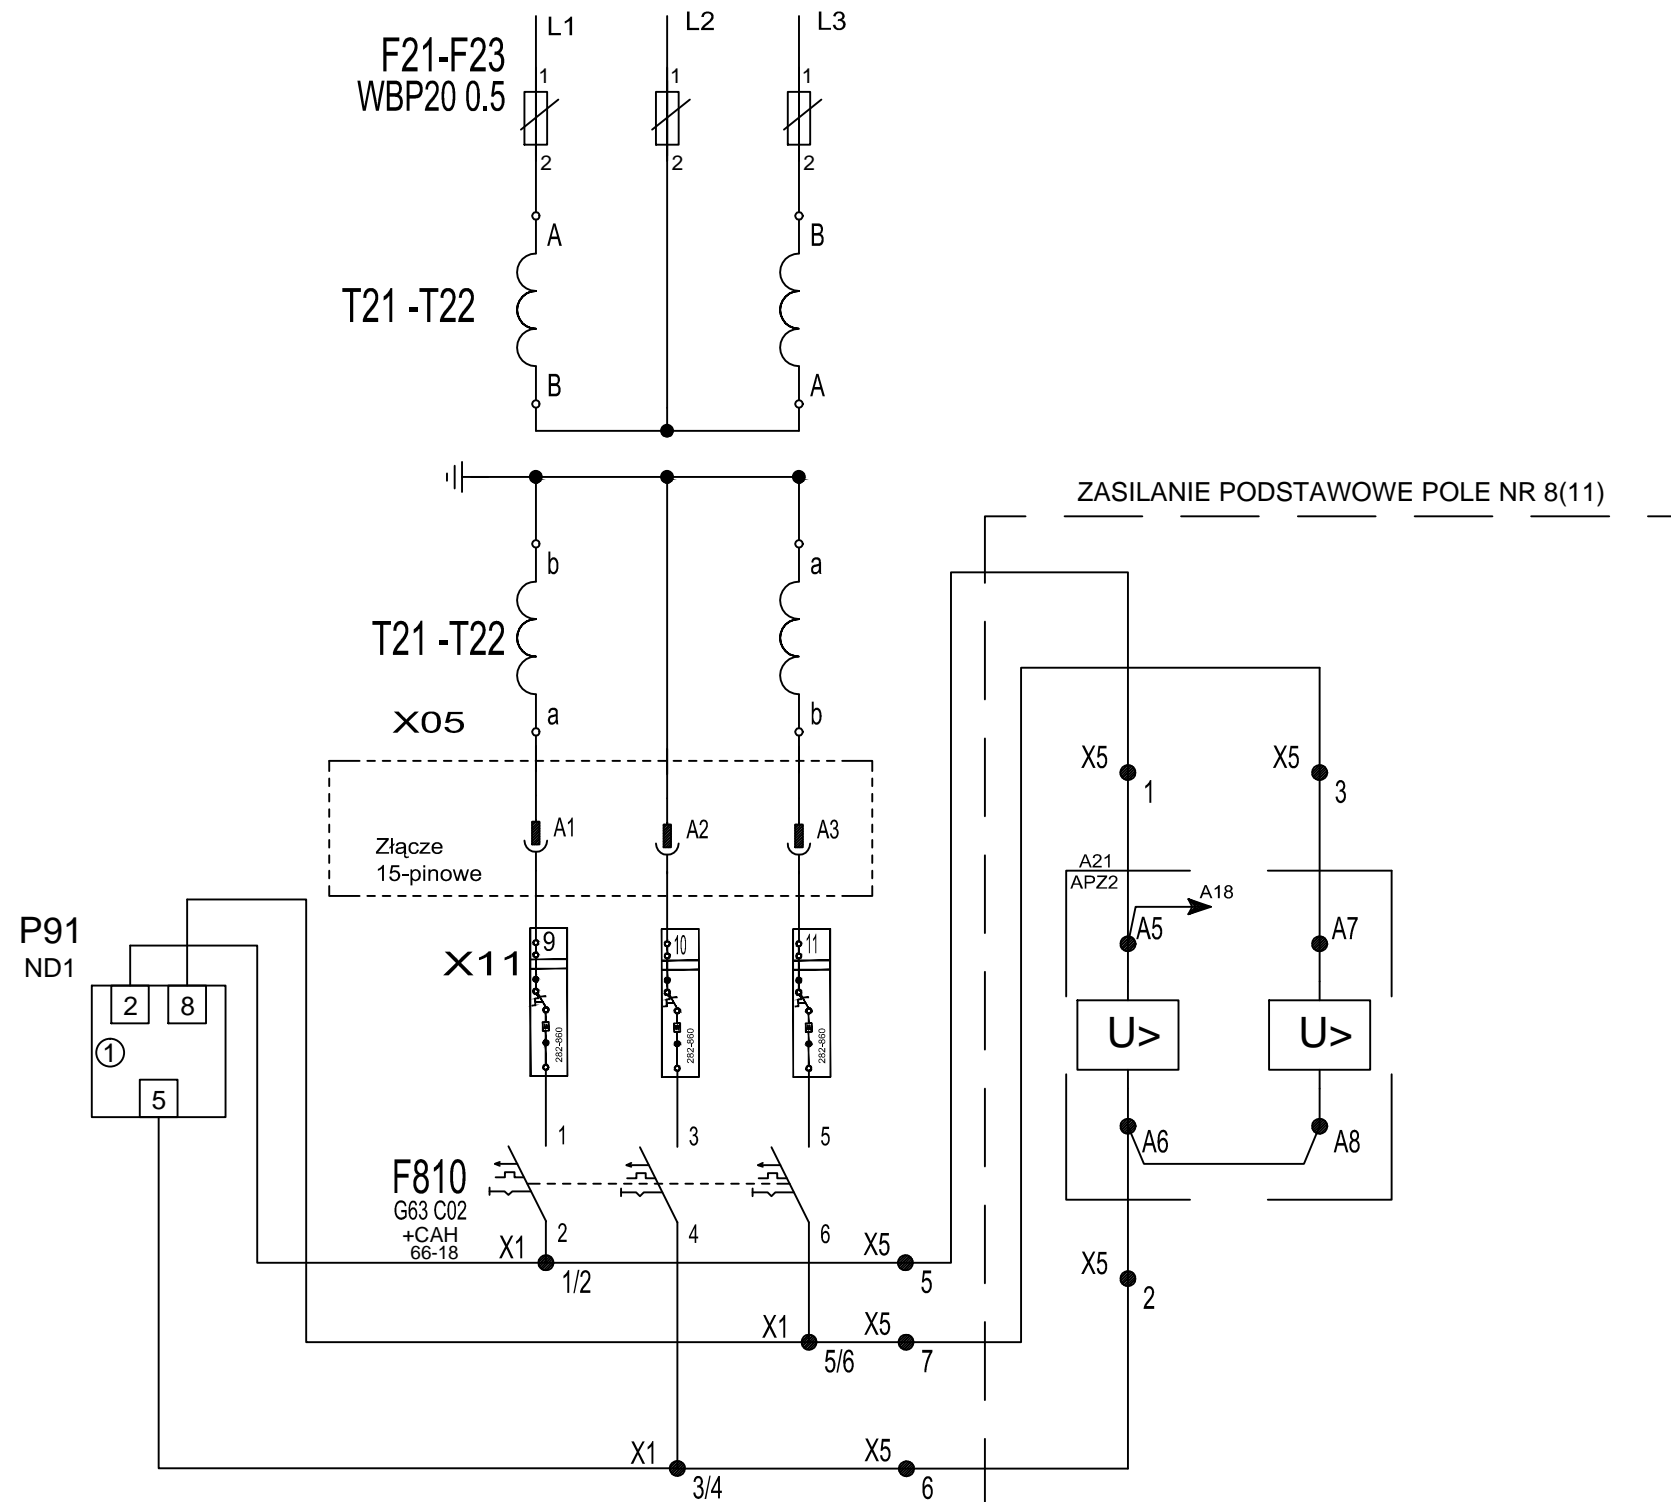 L1
L2
L3
F21-F23
WBP20 0.5
1
1
1
2
2
2
A
B
T21 -T22
B
A
ZASILANIE PODSTAWOWE POLE NR 8(11)
b
a
T21 -T22
a
b
X05
X5
1
X5
3
A1
A2
A3
Złącze
15-pinowe
A21
APZ2
A18
P91
ND1
A5
A7
X11
9
10
11
2
8
1
5
U>
U>
282-860
282-860
282-860
1
3
5
A6
A8
F810
G63 C02
+CAH
66-18
2
4
6
X1
1/2
X5
5
X5
2
X1
5/6
X5
7
X1
3/4
X5
6